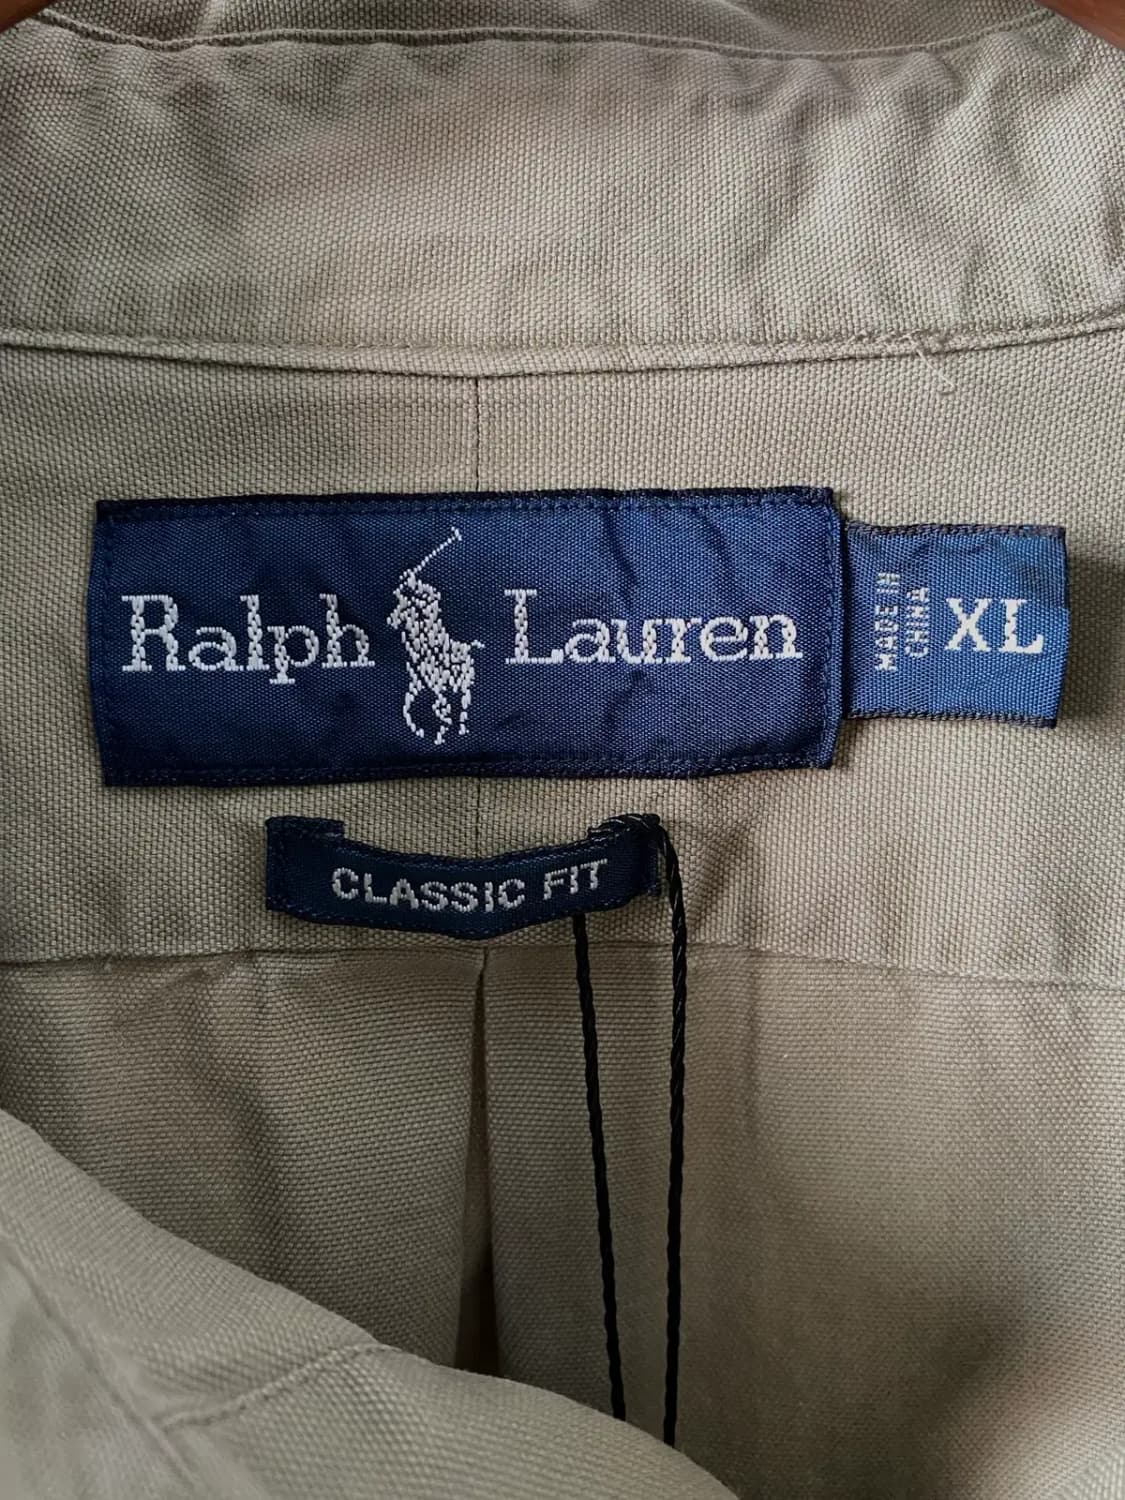 Ralph Lauren
MADE IN
CHINA
XL
CLASSIC FIT